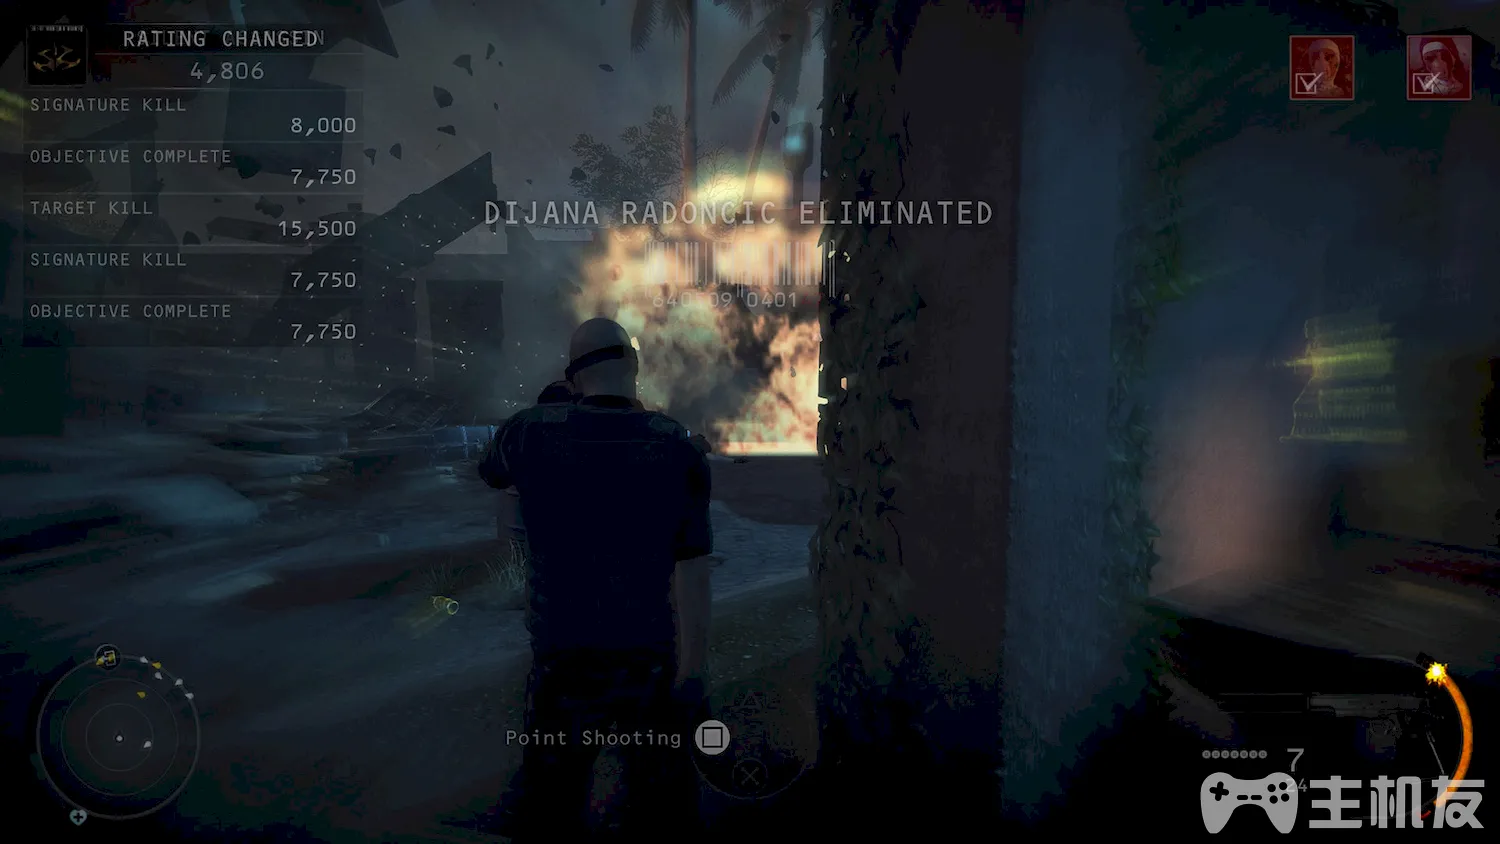 RATING CHANGED
4,806
SIGNATURE KILL
8,000
OBJECTIVE COMPLETE
7,750
TARGET KILL
15,500
SIGNATURE KILL
7,750
OBJECTIVE COMPLETE
7,750
DIJANA RADONCIC ELIMINATED
Point Shooting
7
24
主机友